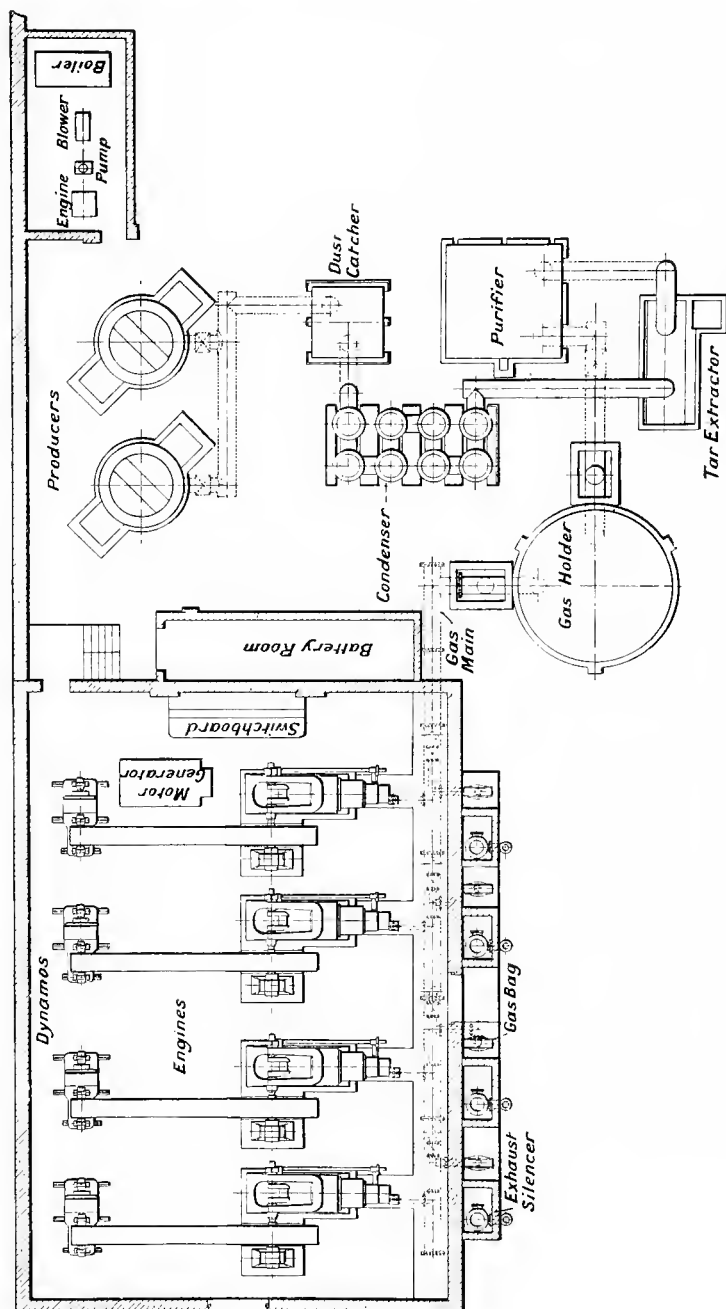 Boiler
Engine
Blower
Pump
Producers
Dust
Catcher
Purifier
Tar Extractor
Condenser
Gas Holder
Gas
Main
Battery Room
Switchboard
Motor
Generator
Dynamos
Engines
Gas Bag
Exhaust
Silencer